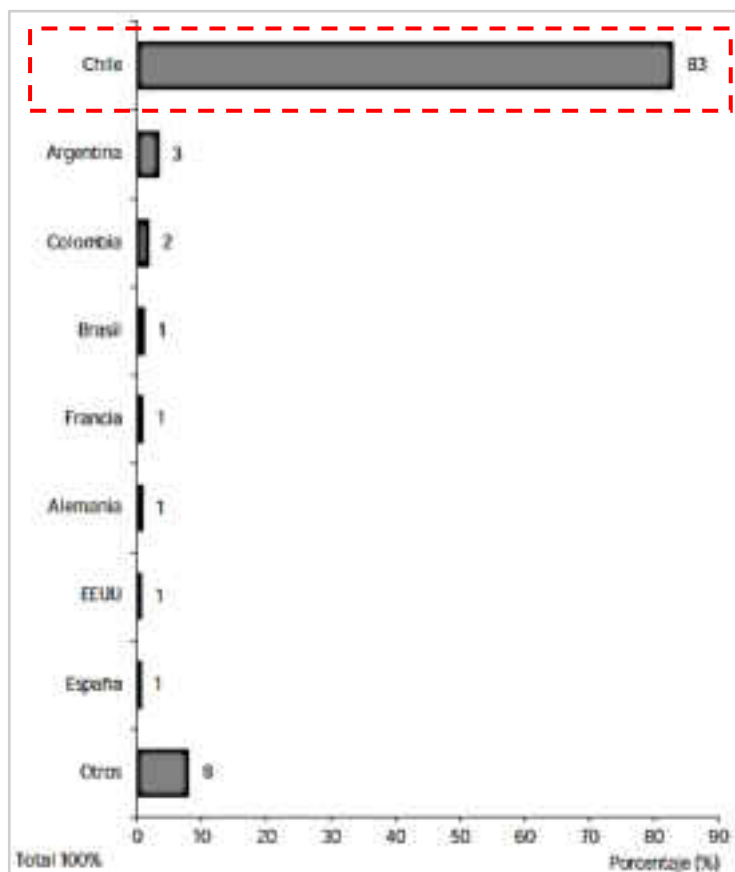 Chile 83
Argentina 3
Colombia 2
Brasil 1
Francia 1
Alemania 1
EEUU 1
España 1
Otros 8
0 10 20 30 40 50 60 70 80 90
Total 100% Porcentaje (%)